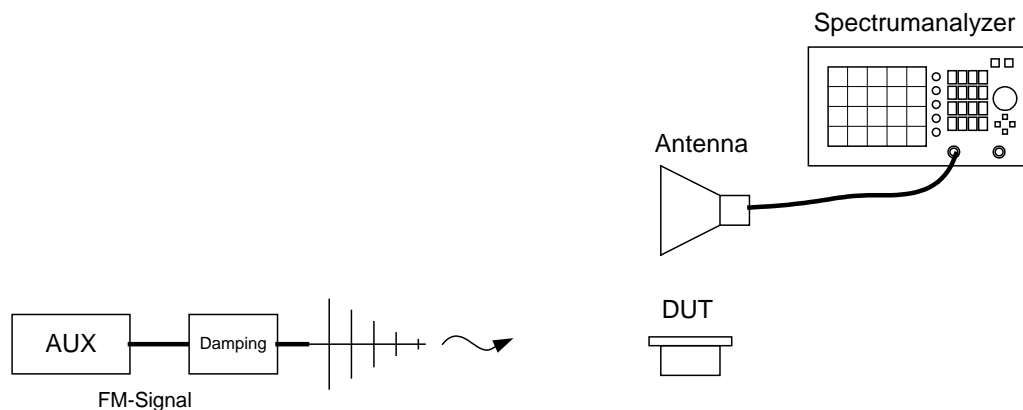 Spectrumanalyzer
Antenna
DUT
AUX
Damping
FM-Signal